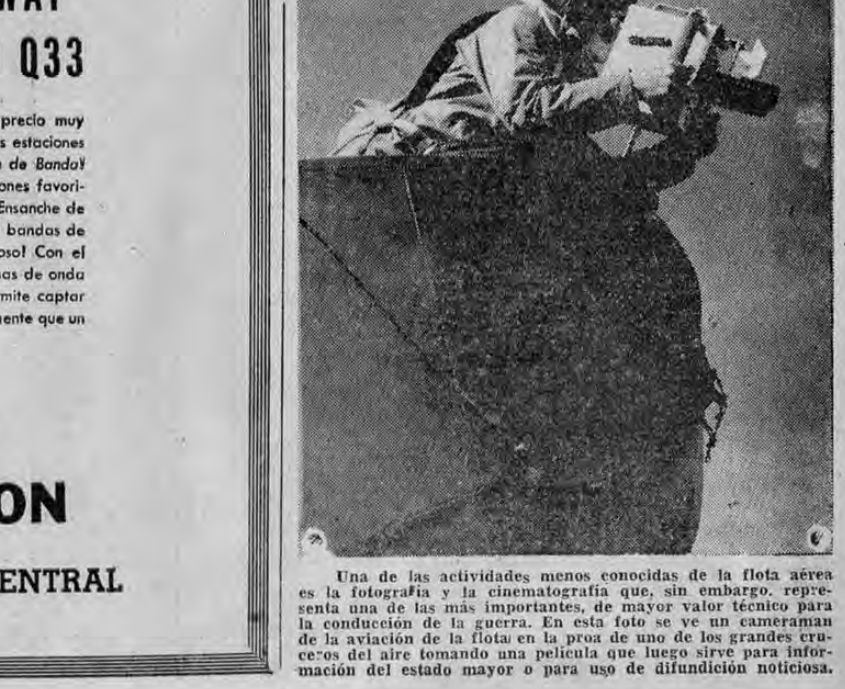 Q33
precio muy
s estaciones
de Banda!
ones favori-
Ensanche de
bandas de
oso! Con el
as de onda
mite captar
ente que un
ON
ENTRAL
Una de las actividades menos conocidas de la flota aérea
es la fotografía y la cinematografía que, sin embargo, repre-
senta una de las más importantes, de mayor valor técnico para
la conducción de la guerra. En esta foto se ve un cameraman
de la aviación de la flota en la proa de uno de los grandes cru-
ceros del aire tomando una película que luego sirve para infor-
mación del estado mayor o para uso de difundición noticiosa.